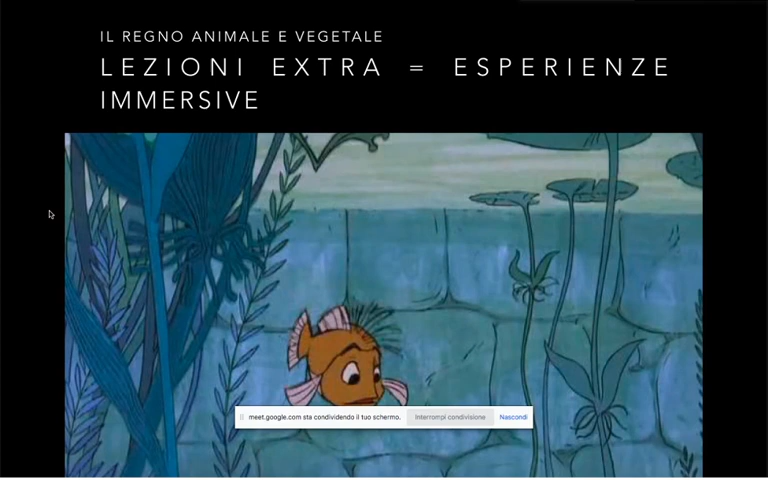 IL REGNO ANIMALE E VEGETALE
LEZIONI EXTRA = ESPERIENZE
IMMERSIVE
meet.google.com sta condividendo il tuo schermo. Interrompi condivisione Nascondi